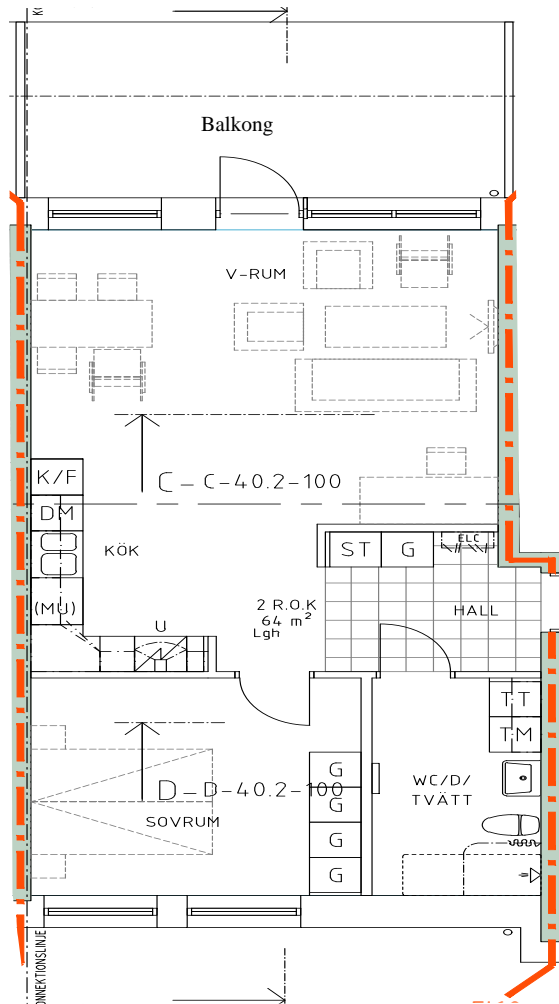 Balkong
V-RUM
C-C-40.2-100
K/F
DM
KÖK
(MU)
ST
G
ELC
2 R.O.K
64 m²
Lgh
HALL
U
TT
TM
D-D-40.2-100
SOVRUM
G
G
G
G
WC/D/
TVÄTT